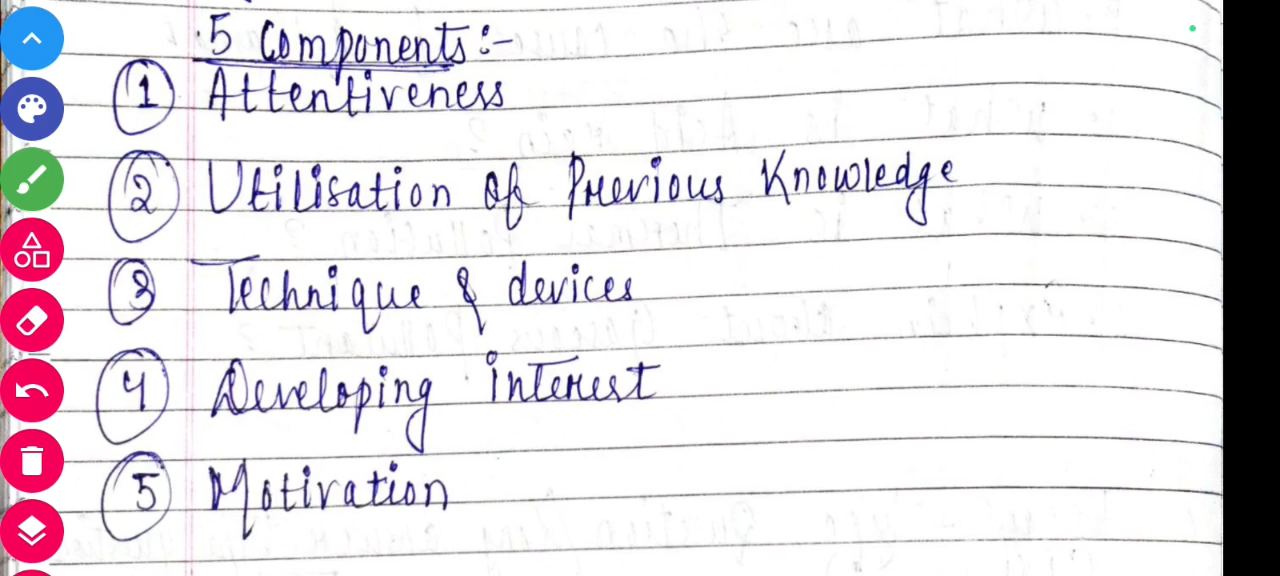 5 Components :-
① Attentiveness
② Utilisation of Previous Knowledge
③ Technique & devices
④ Developing interest
⑤ Motivation